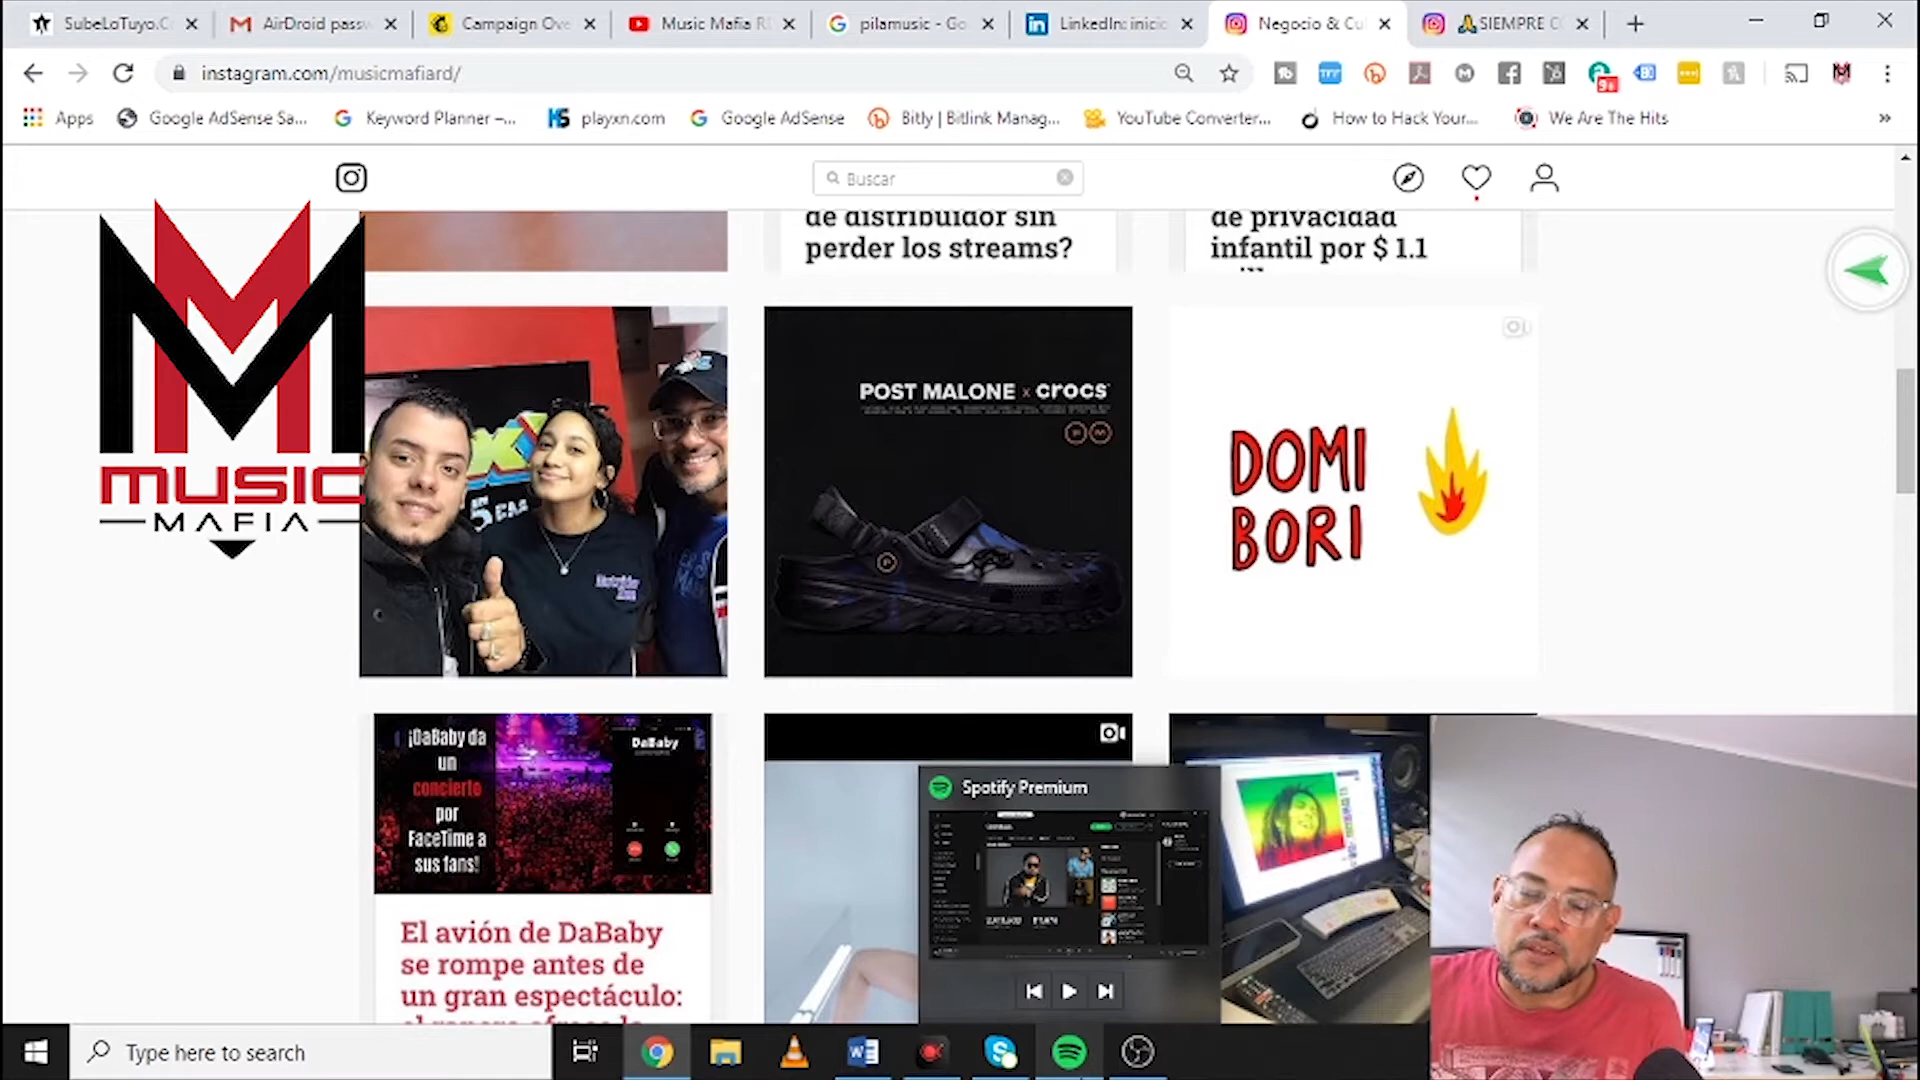 SubeLoTuyo.C
AirDroid passw
Campaign Ove
Music Mafia RD
pilamusic - Go
LinkedIn: inicio
Negocio & Cu
SIEMPRE C
instagram.com/musicmafiard/
Apps
Google AdSense Sa...
Keyword Planner –...
playxn.com
Google AdSense
Bitly | Bitlink Manag...
YouTube Converter...
How to Hack Your...
We Are The Hits
»
Buscar
de distribuidor sin
perder los streams?
de privacidad
infantil por $ 1.1
MUSIC
MAFIA
POST MALONE x crocs
DOMI
BORI
¡DaBaby da
un
concierto
por
FaceTime a
sus fans!
DaBaby
El avión de DaBaby
se rompe antes de
un gran espectáculo:
Spotify Premium
Type here to search